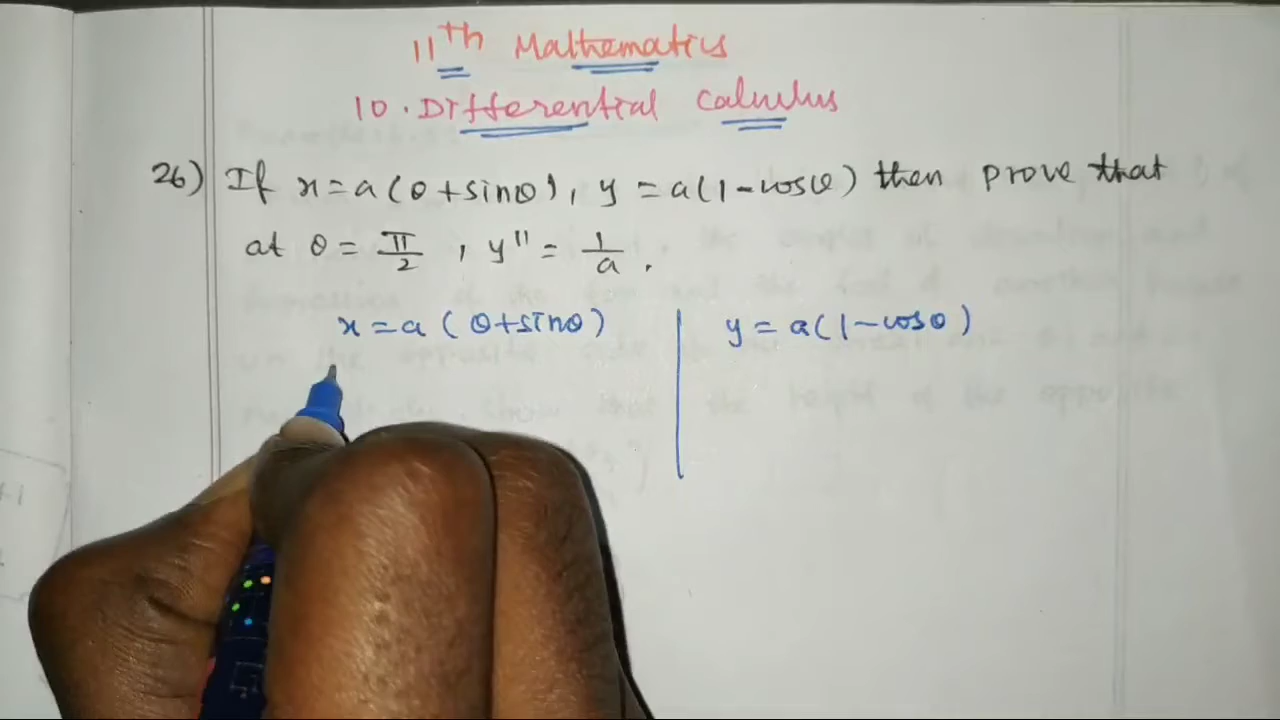 11th Mathematics
10. Differential Calculus
26) If x = a(θ+sinθ), y = a(1-cosθ) then prove that
at θ = π/2, y'' = 1/a.
x = a(θ+sinθ) | y = a(1-cosθ)